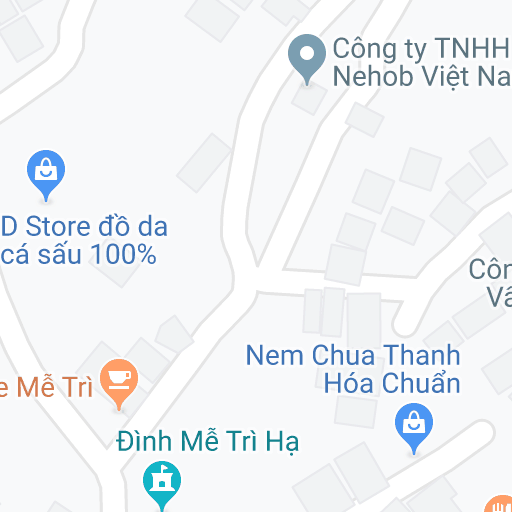 Công ty TNHH
Nehob Việt Na
D Store đồ da
cá sấu 100%
Côn
Vă
Nem Chua Thanh
Hóa Chuẩn
e Mễ Trì
Đình Mễ Trì Hạ